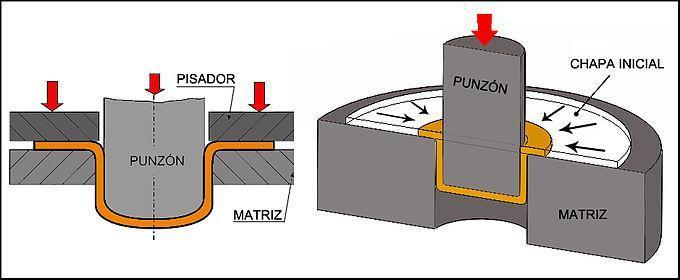 PISADOR
PUNZÓN
MATRIZ
PUNZÓN
CHAPA INICIAL
MATRIZ